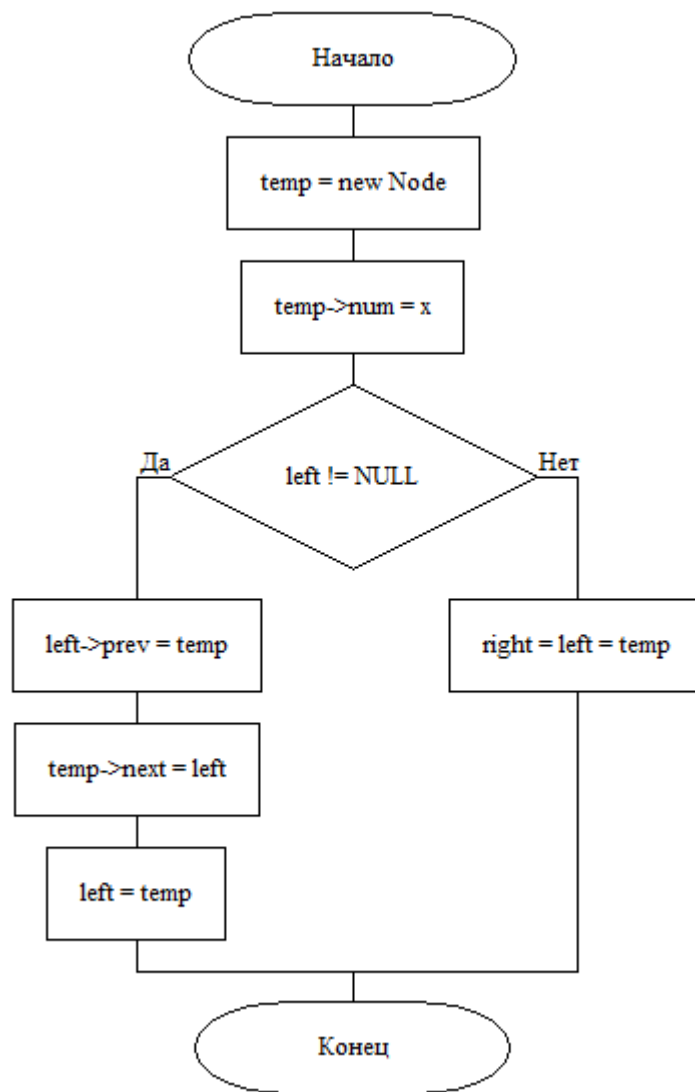 Начало
temp = new Node
temp->num = x
left != NULL
Да
Нет
left->prev = temp
right = left = temp
temp->next = left
left = temp
Конец